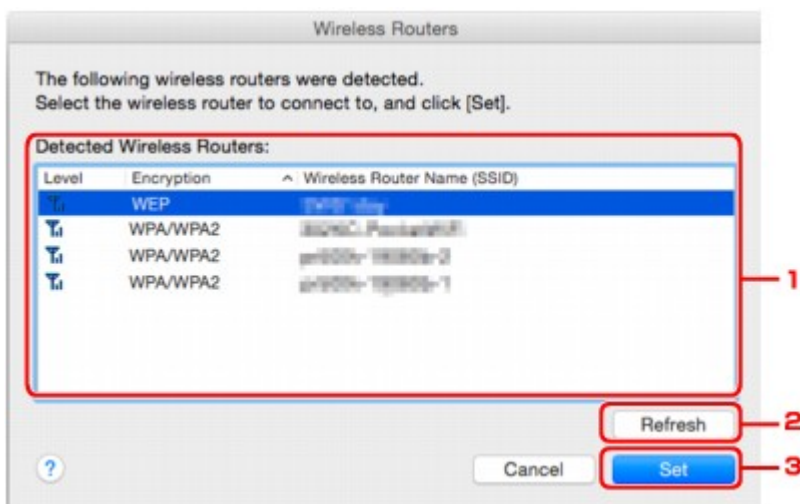 Wireless Routers
The following wireless routers were detected.
Select the wireless router to connect to, and click [Set].
Detected Wireless Routers:
Level Encryption Wireless Router Name (SSID)
WEP
WPA/WPA2
WPA/WPA2
WPA/WPA2
1
Refresh 2
? Cancel Set 3